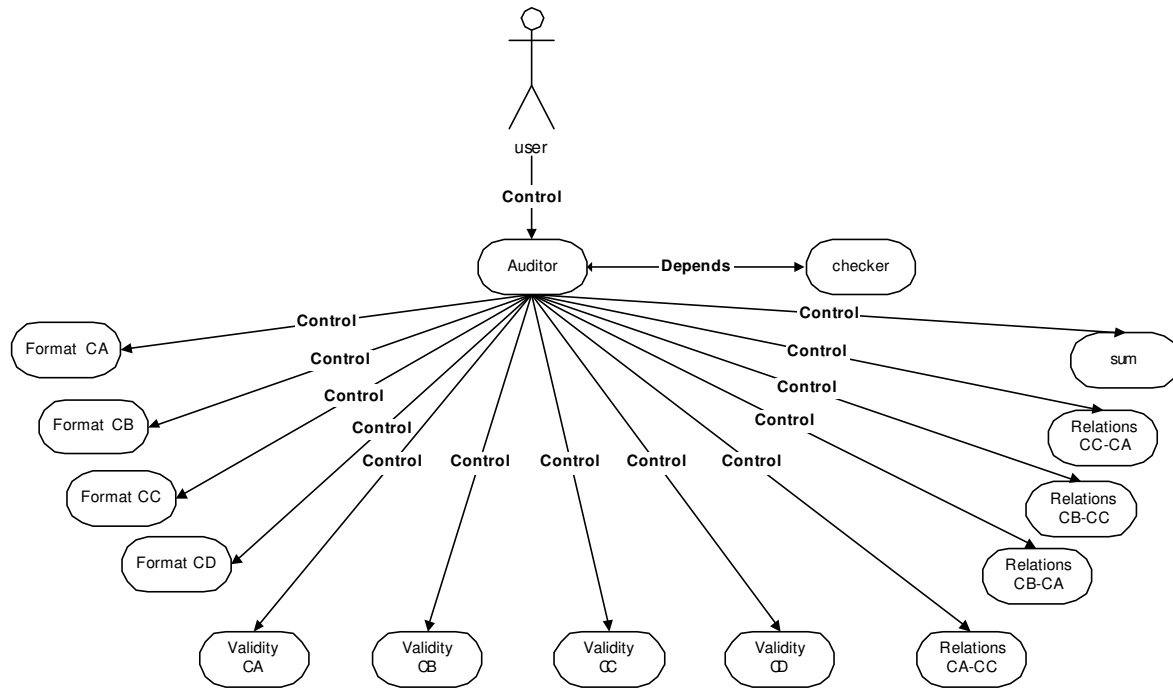 user
Control
Auditor
Depends
checker
Control
Control
sum
Format CA
Control
Control
Control
Format CB
Control
Control
Relations
CC-CA
Control
Control
Control
Control
Control
Control
Format CC
Relations
CB-CC
Format CD
Relations
CB-CA
Validity
CA
Validity
CB
Validity
CC
Validity
CD
Relations
CA-CC